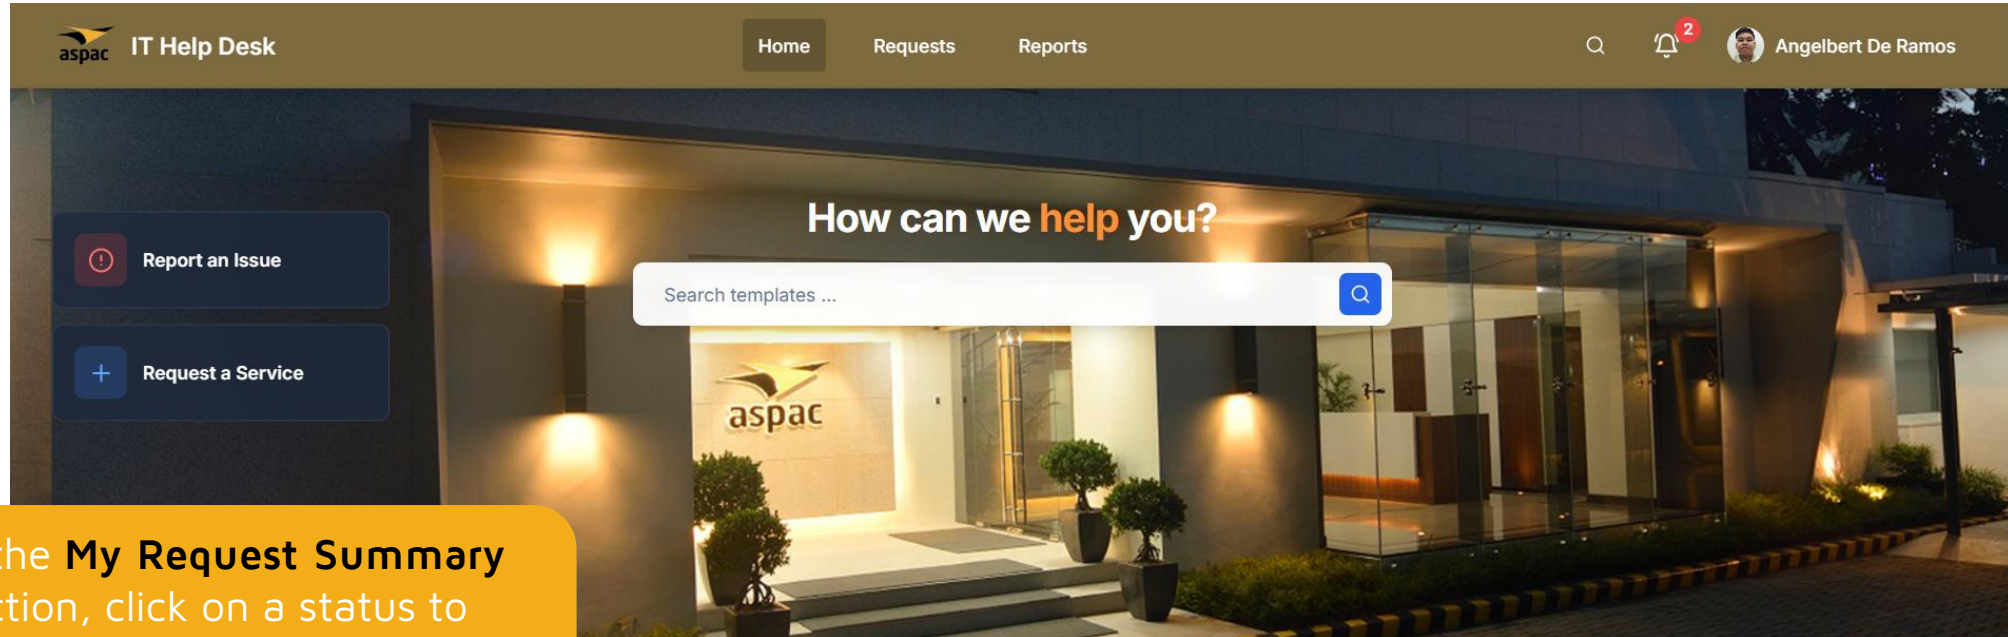 aspac
IT Help Desk
Home
Requests
Reports
2
Angelbert De Ramos
How can we help you?
Report an Issue
Search templates ...
Request a Service
aspac
the My Request Summary
ction, click on a status to